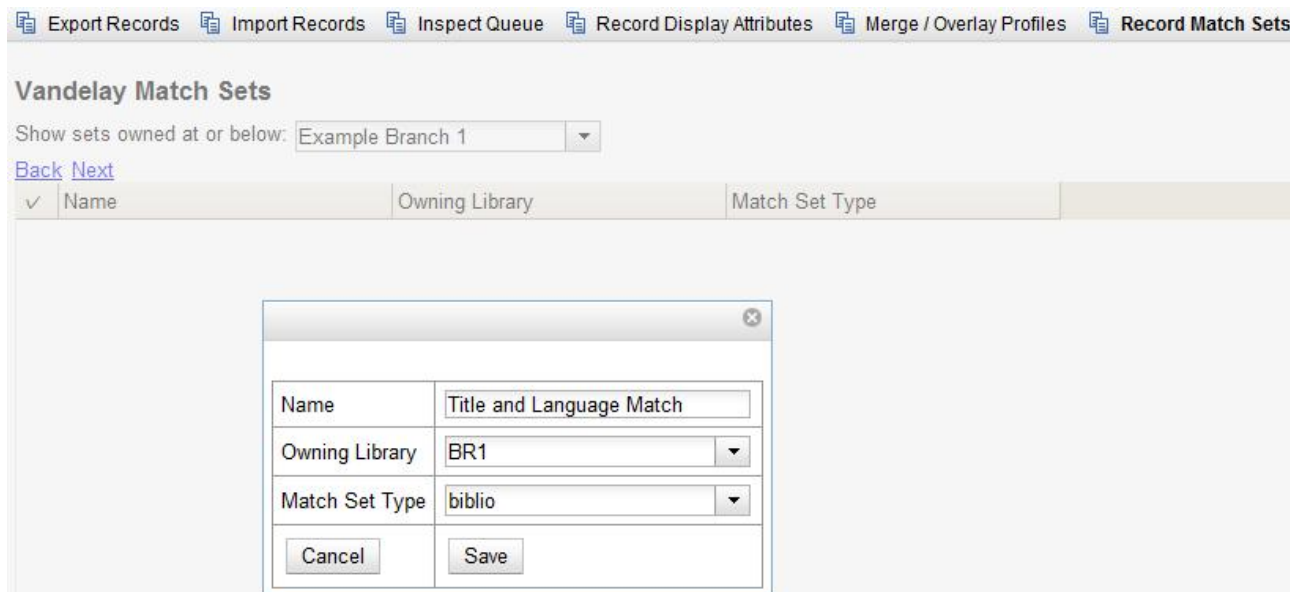 Export Records Import Records Inspect Queue Record Display Attributes Merge / Overlay Profiles Record Match Sets
Vandelay Match Sets
Show sets owned at or below: Example Branch 1
Back Next
✓ Name Owning Library Match Set Type
Name Title and Language Match
Owning Library BR1
Match Set Type biblio
Cancel Save